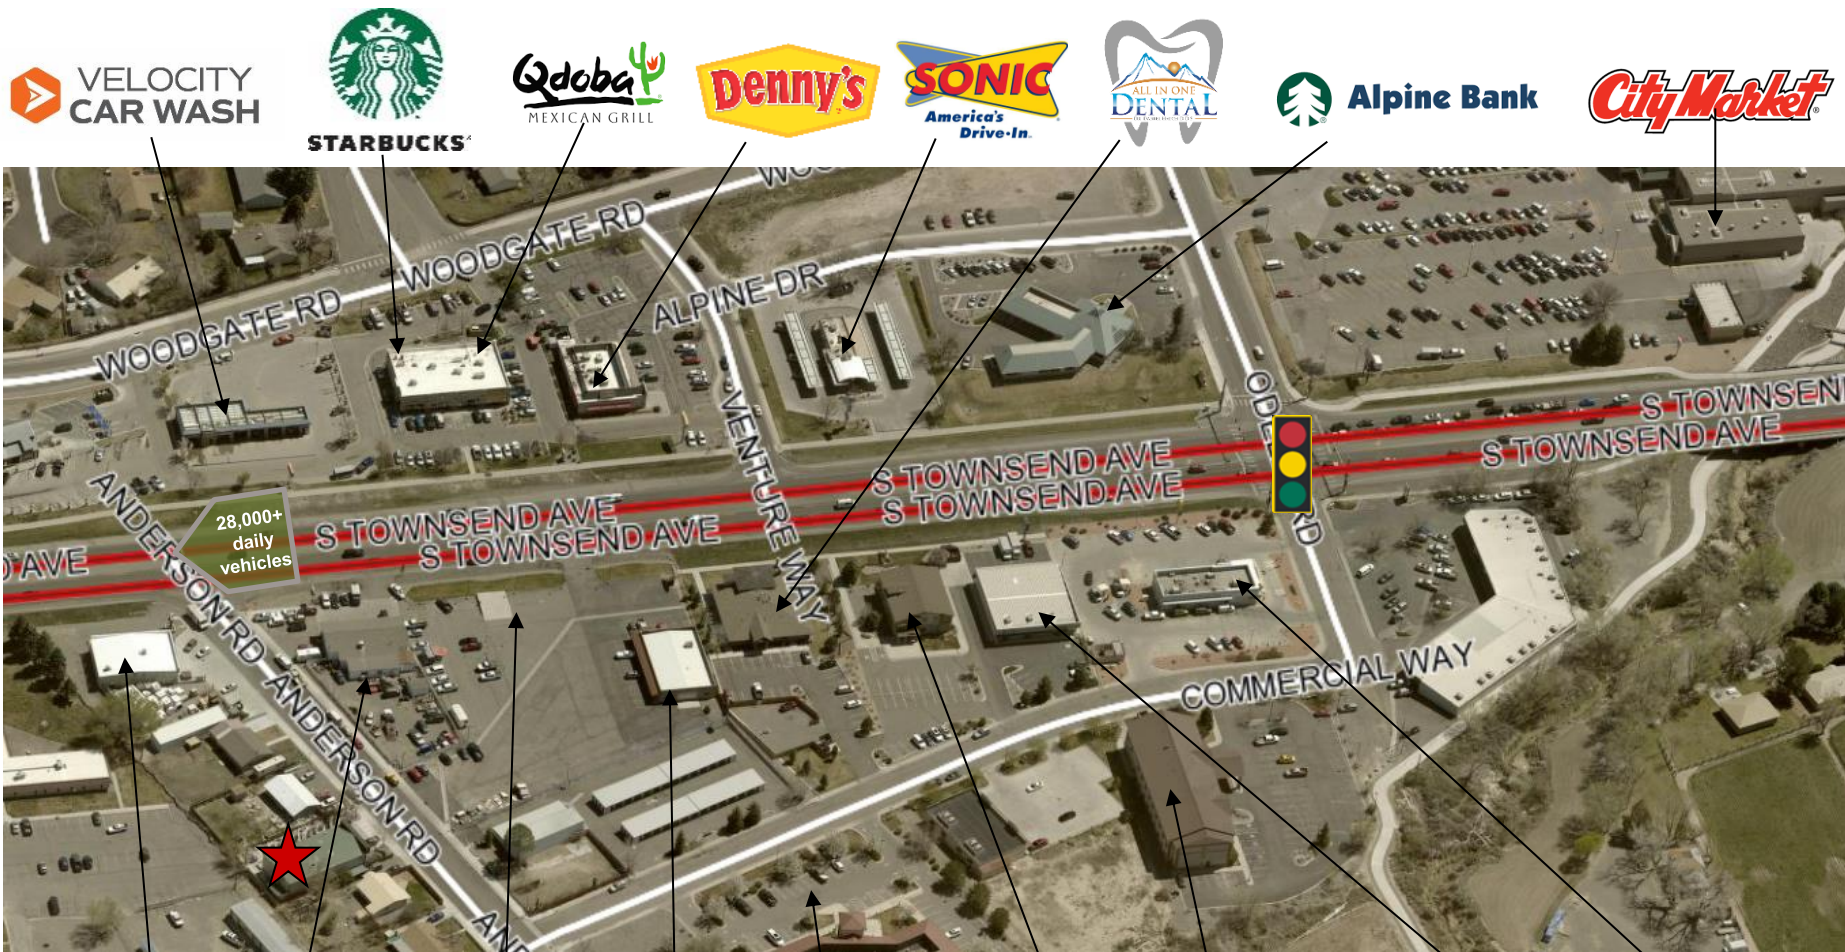 VELOCITY
CAR WASH
STARBUCKS
Qdoba
MEXICAN GRILL
Denny's
SONIC
America's
Drive-In
ALL IN ONE
DENTAL
Alpine Bank
City Market
WOODGATE RD
WOODGATE RD
ALPINE DR
VENTURE WAY
S TOWNSEND AVE
S TOWNSEND AVE
S TOWNSEND AVE
S TOWNSEND AVE
S TOWNSEN
S TOWNSEND AVE
D AVE
28,000+
daily
vehicles
ANDERSON RD
ANDERSON RD
AND
COMMERCIAL WAY